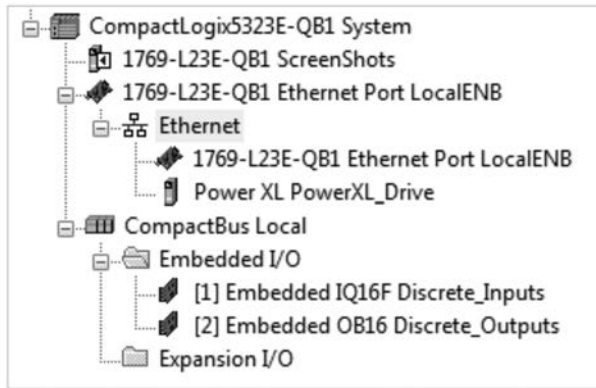 CompactLogix5323E-QB1 System
1769-L23E-QB1 ScreenShots
1769-L23E-QB1 Ethernet Port LocalENB
Ethernet
1769-L23E-QB1 Ethernet Port LocalENB
Power XL PowerXL_Drive
CompactBus Local
Embedded I/O
[1] Embedded IQ16F Discrete_Inputs
[2] Embedded OB16 Discrete_Outputs
Expansion I/O